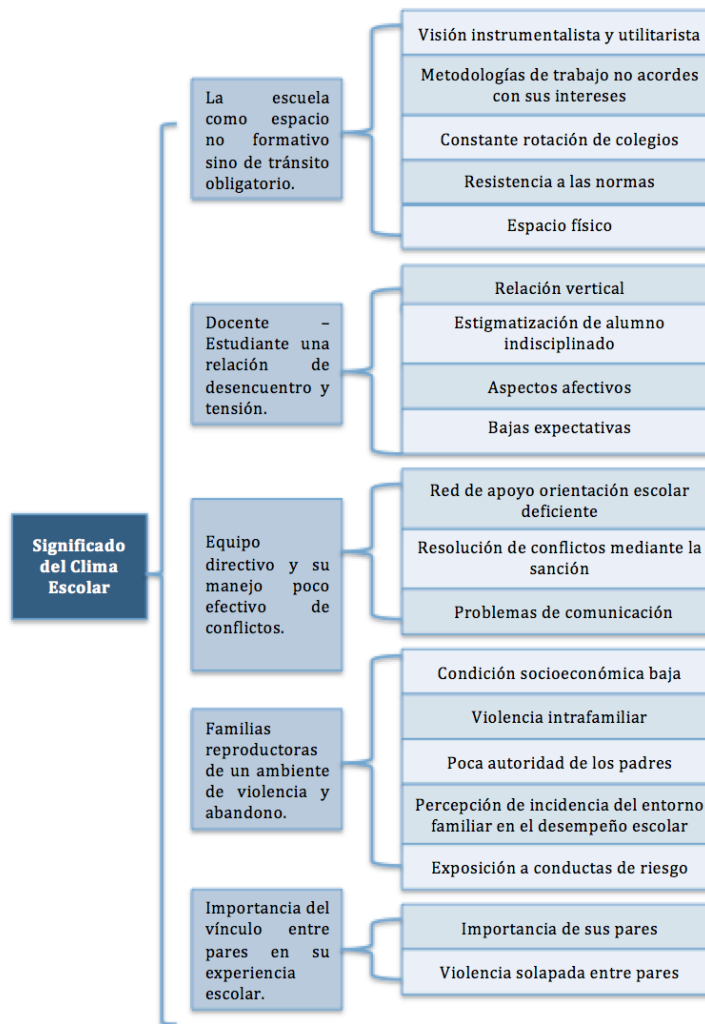 Significado
del Clima
Escolar
La escuela
como espacio
no formativo
sino de tránsito
obligatorio.
Visión instrumentalista y utilitarista
Metodologías de trabajo no acordes
con sus intereses
Constante rotación de colegios
Resistencia a las normas
Espacio físico
Docente –
Estudiante una
relación de
desencuentro y
tensión.
Relación vertical
Estigmatización de alumno
indisciplinado
Aspectos afectivos
Bajas expectativas
Equipo
directivo y su
manejo poco
efectivo de
conflictos.
Red de apoyo orientación escolar
deficiente
Resolución de conflictos mediante la
sanción
Problemas de comunicación
Familias
reproductoras
de un ambiente
de violencia y
abandono.
Condición socioeconómica baja
Violencia intrafamiliar
Poca autoridad de los padres
Percepción de incidencia del entorno
familiar en el desempeño escolar
Exposición a conductas de riesgo
Importancia del
vínculo entre
pares en su
experiencia
escolar.
Importancia de sus pares
Violencia solapada entre pares